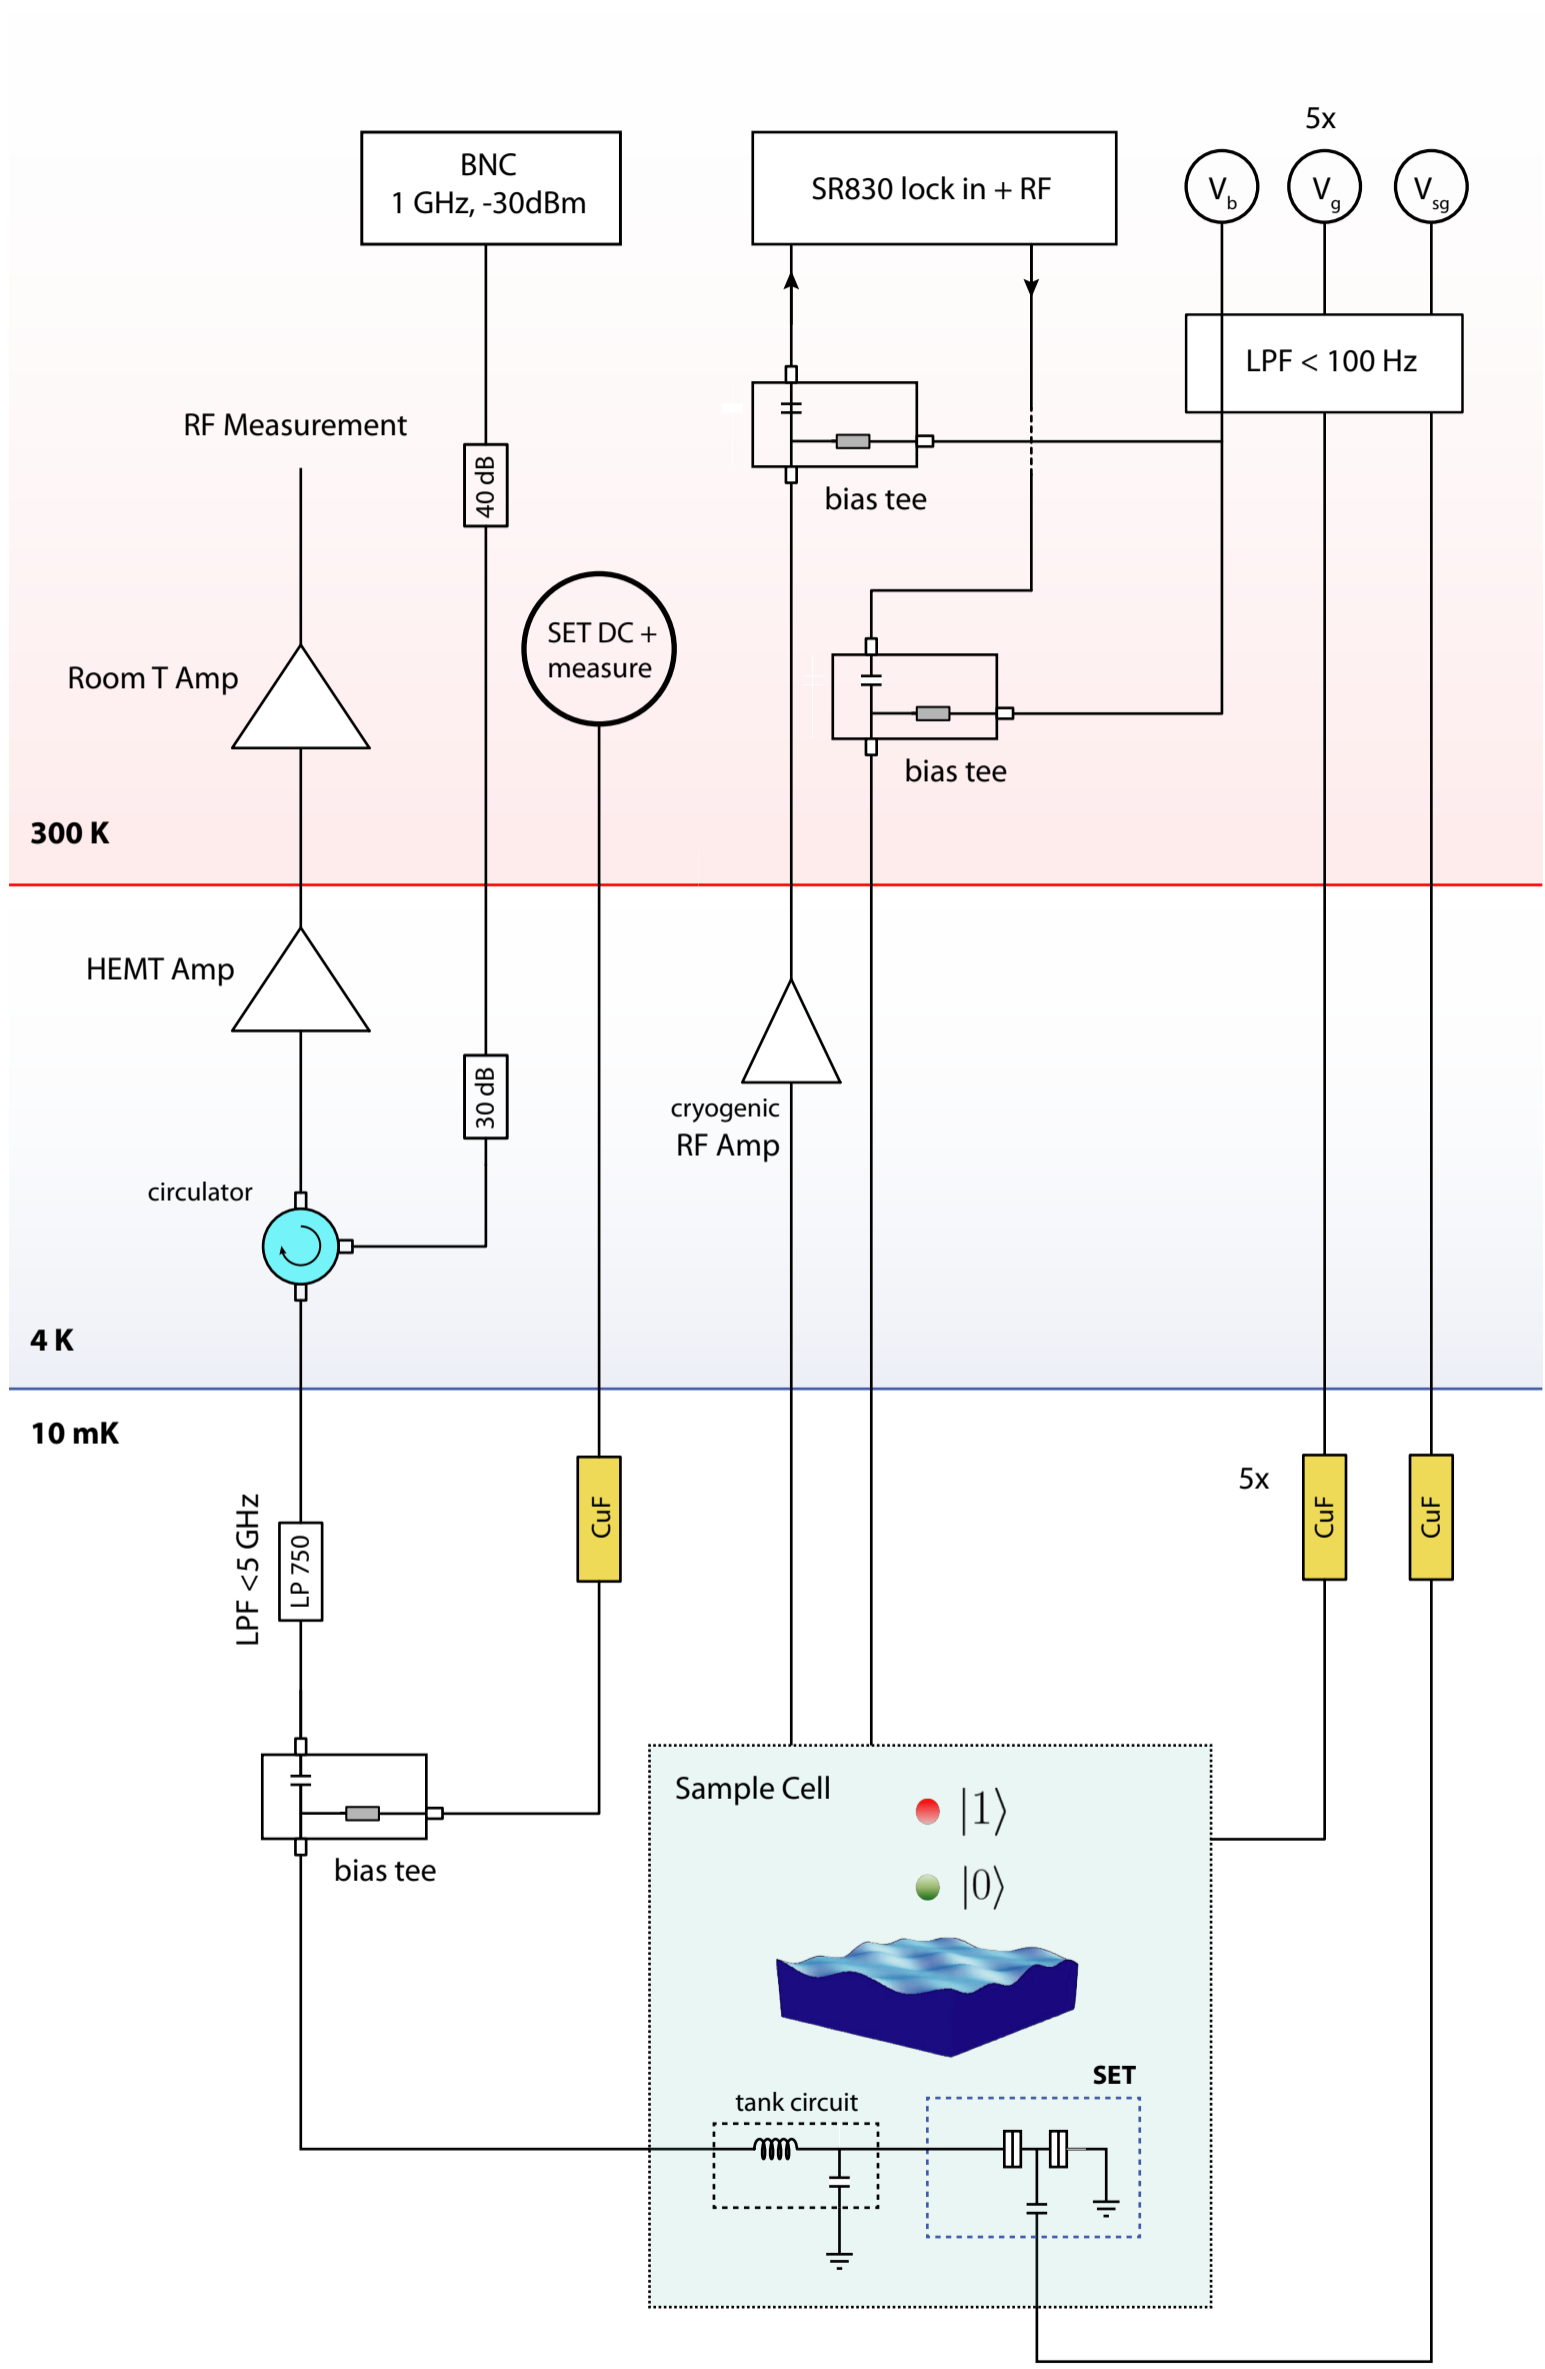 5x
BNC
1 GHz, -30dBm
SR830 lock in + RF
Vb
Vg
Vsg
LPF < 100 Hz
RF Measurement
40 dB
bias tee
SET DC +
measure
Room T Amp
bias tee
300 K
HEMT Amp
30 dB
cryogenic
RF Amp
circulator
4 K
10 mK
5x
LPF <5 GHz
LP 750
CuF
CuF
CuF
Sample Cell
|1⟩
|0⟩
bias tee
SET
tank circuit